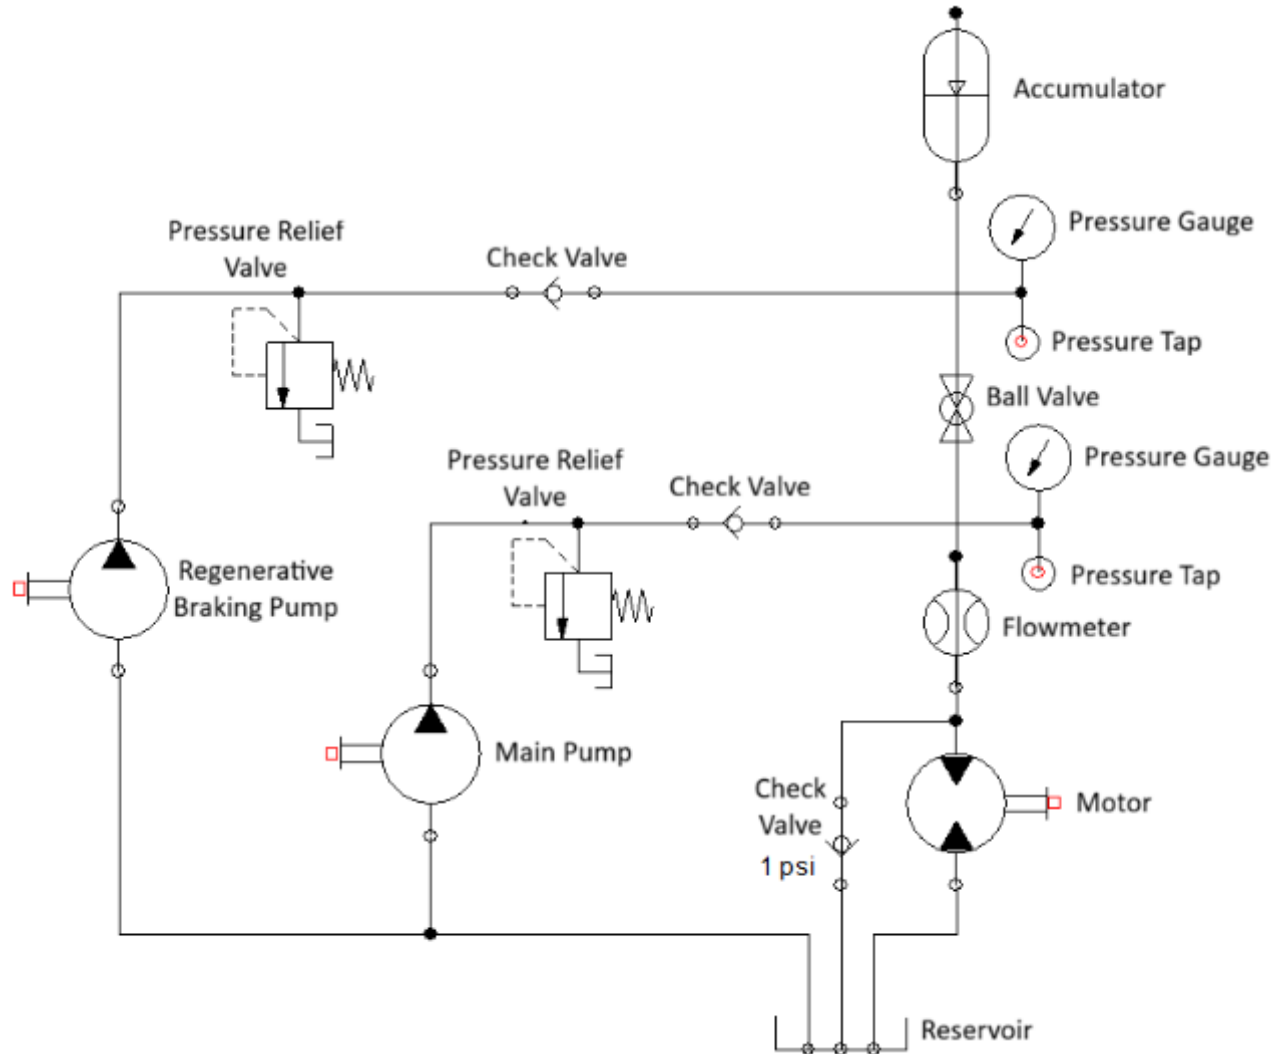 Accumulator
Pressure Relief
Valve
Check Valve
Pressure Gauge
Pressure Tap
Ball Valve
Pressure Relief
Valve
Check Valve
Pressure Gauge
Pressure Tap
Regenerative
Braking Pump
Flowmeter
Main Pump
Check
Valve
1 psi
Motor
Reservoir